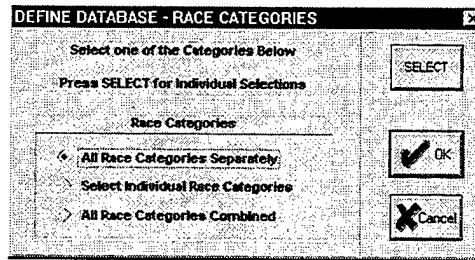 DEFINE DATABASE - RACE CATEGORIES
Select one of the Categories Below
Press SELECT for Individual Selections
SELECT
Race Categories
All Race Categories Separately
Select Individual Race Categories
All Race Categories Combined
OK
Cancel